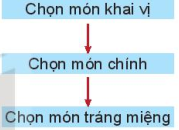 Chọn món khai vị
Chọn món chính
Chọn món tráng miệng